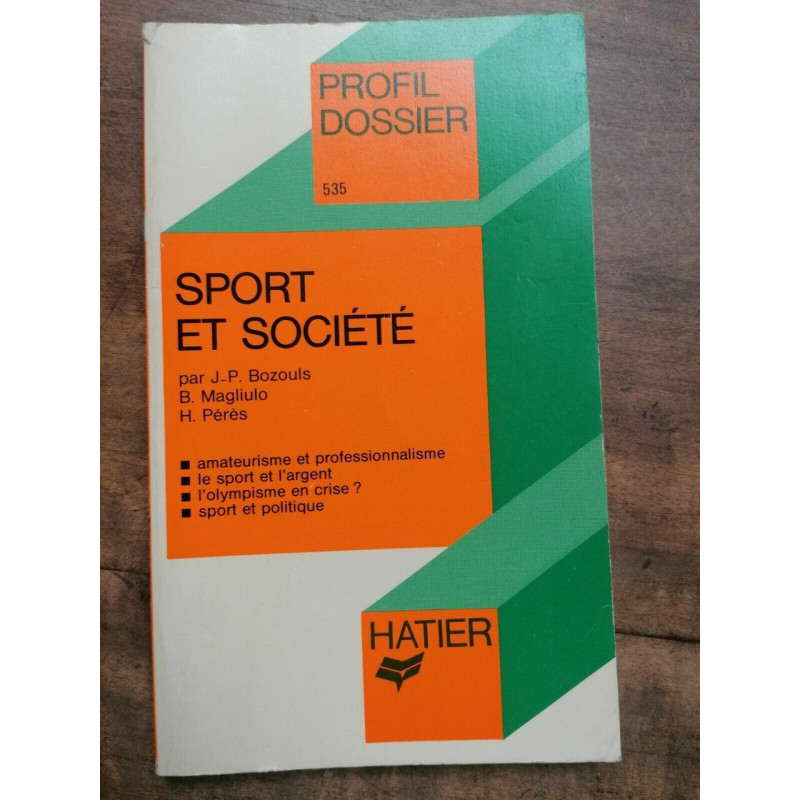 PROFIL
DOSSIER
535
SPORT
ET SOCIÉTÉ
par J-P. Bozouls
B. Magliulo
H. Pérès
■ amateurisme et professionnalisme
■ le sport et l'argent
■ l'olympisme en crise ?
■ sport et politique
HATIER